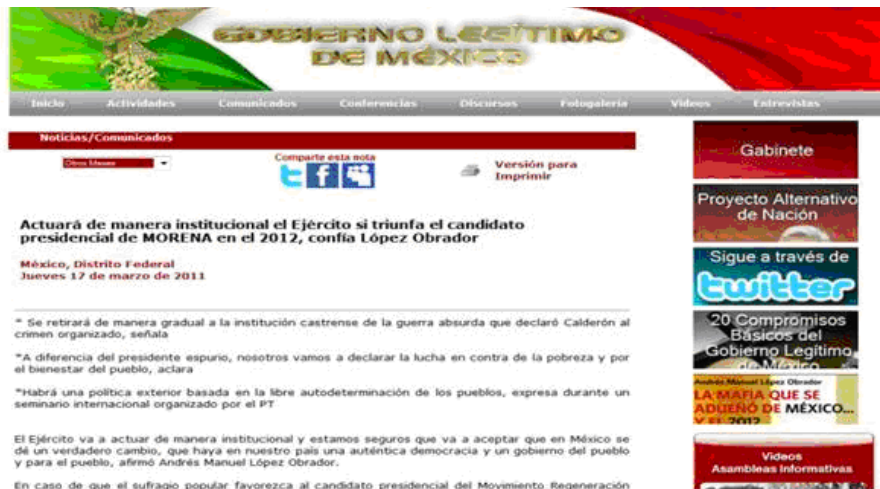 GOBIERNO LEGÍTIMO
DE MÉXICO
Inicio Actividades Comunicados Conferencias Discursos Fotogalería Videos Entrevistas
Noticias/Comunicados
Otros Meses
Comparte esta nota
Versión para
Imprimir
Actuará de manera institucional el Ejército si triunfa el candidato
presidencial de MORENA en el 2012, confía López Obrador
México, Distrito Federal
Jueves 17 de marzo de 2011
* Se retirará de manera gradual a la institución castrense de la guerra absurda que declaró Calderón al
crimen organizado, señala
*A diferencia del presidente espurio, nosotros vamos a declarar la lucha en contra de la pobreza y por
el bienestar del pueblo, aclara
*Habrá una política exterior basada en la libre autodeterminación de los pueblos, expresa durante un
seminario internacional organizado por el PT
El Ejército va a actuar de manera institucional y estamos seguros que va a aceptar que en México se
dé un verdadero cambio, que haya en nuestro país una auténtica democracia y un gobierno del pueblo
y para el pueblo, afirmó Andrés Manuel López Obrador.
En caso de que el sufragio popular favorezca al candidato presidencial del Movimiento Regeneración
Gabinete
Proyecto Alternativo
de Nación
Sigue a través de
twitter
20 Compromisos
Básicos del
Gobierno Legítimo
de México
Andrés Manuel López Obrador
LA MAFIA QUE SE
ADUEÑÓ DE MÉXICO...
Y EL 2012
Videos
Asambleas Informativas